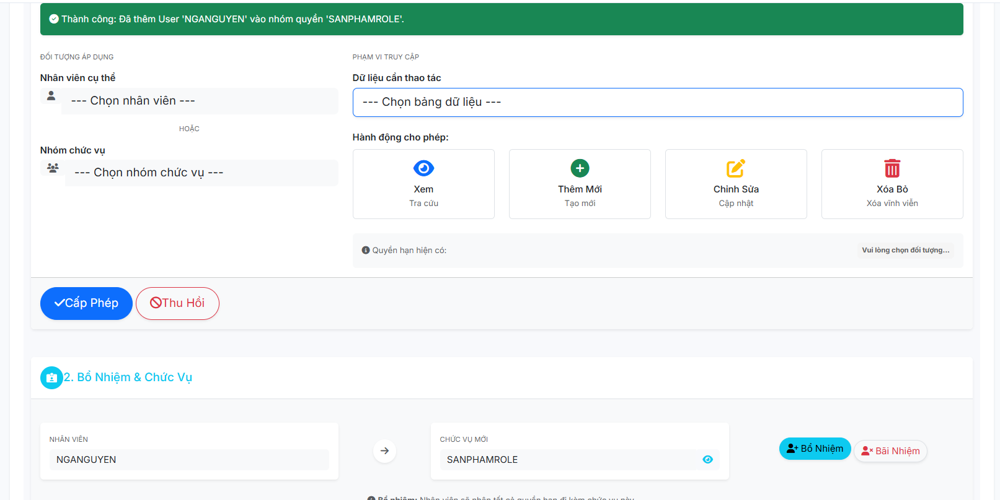 Thành công: Đã thêm User 'NGANGUYEN' vào nhóm quyền 'SANPHAMROLE'.
ĐỐI TƯỢNG ÁP DỤNG
Nhân viên cụ thể
--- Chọn nhân viên ---
HOẶC
Nhóm chức vụ
--- Chọn nhóm chức vụ ---
PHẠM VI TRUY CẬP
Dữ liệu cần thao tác
--- Chọn bảng dữ liệu ---
Hành động cho phép:
Xem
Tra cứu
Thêm Mới
Tạo mới
Chỉnh Sửa
Cập nhật
Xóa Bỏ
Xóa vĩnh viễn
Quyền hạn hiện có:
Vui lòng chọn đối tượng...
Cấp Phép
Thu Hồi
2. Bổ Nhiệm & Chức Vụ
NHÂN VIÊN
NGANGUYEN
CHỨC VỤ MỚI
SANPHAMROLE
Bổ Nhiệm
Bãi Nhiệm
Bổ nhiệm: Nhân viên sẽ nhận tất cả quyền hạn đi kèm chức vụ này